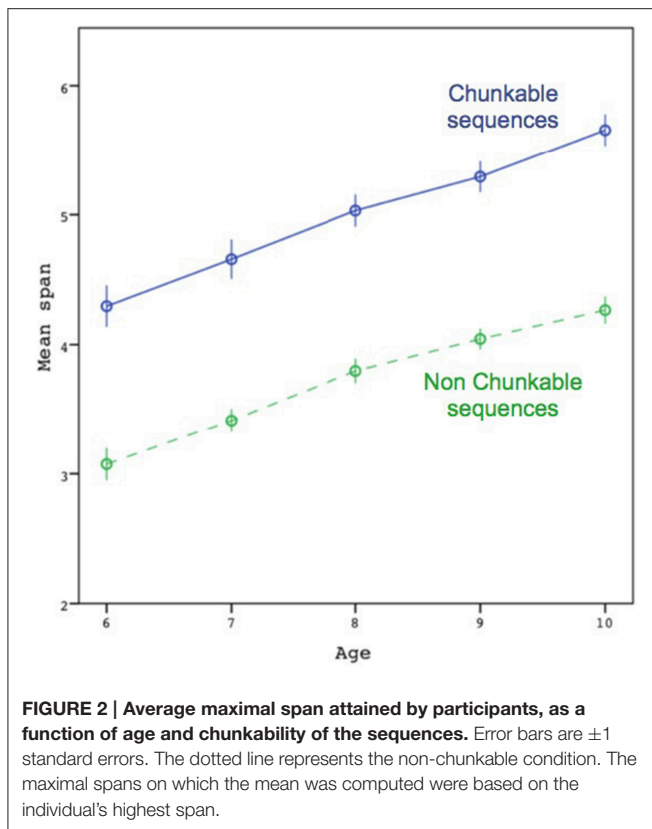 6
Chunkable
sequences
5
Mean span
4
Non Chunkable
sequences
3
2
6 7 8 9 10
Age
FIGURE 2 | Average maximal span attained by participants, as a
function of age and chunkability of the sequences. Error bars are ±1
standard errors. The dotted line represents the non-chunkable condition. The
maximal spans on which the mean was computed were based on the
individual's highest span.